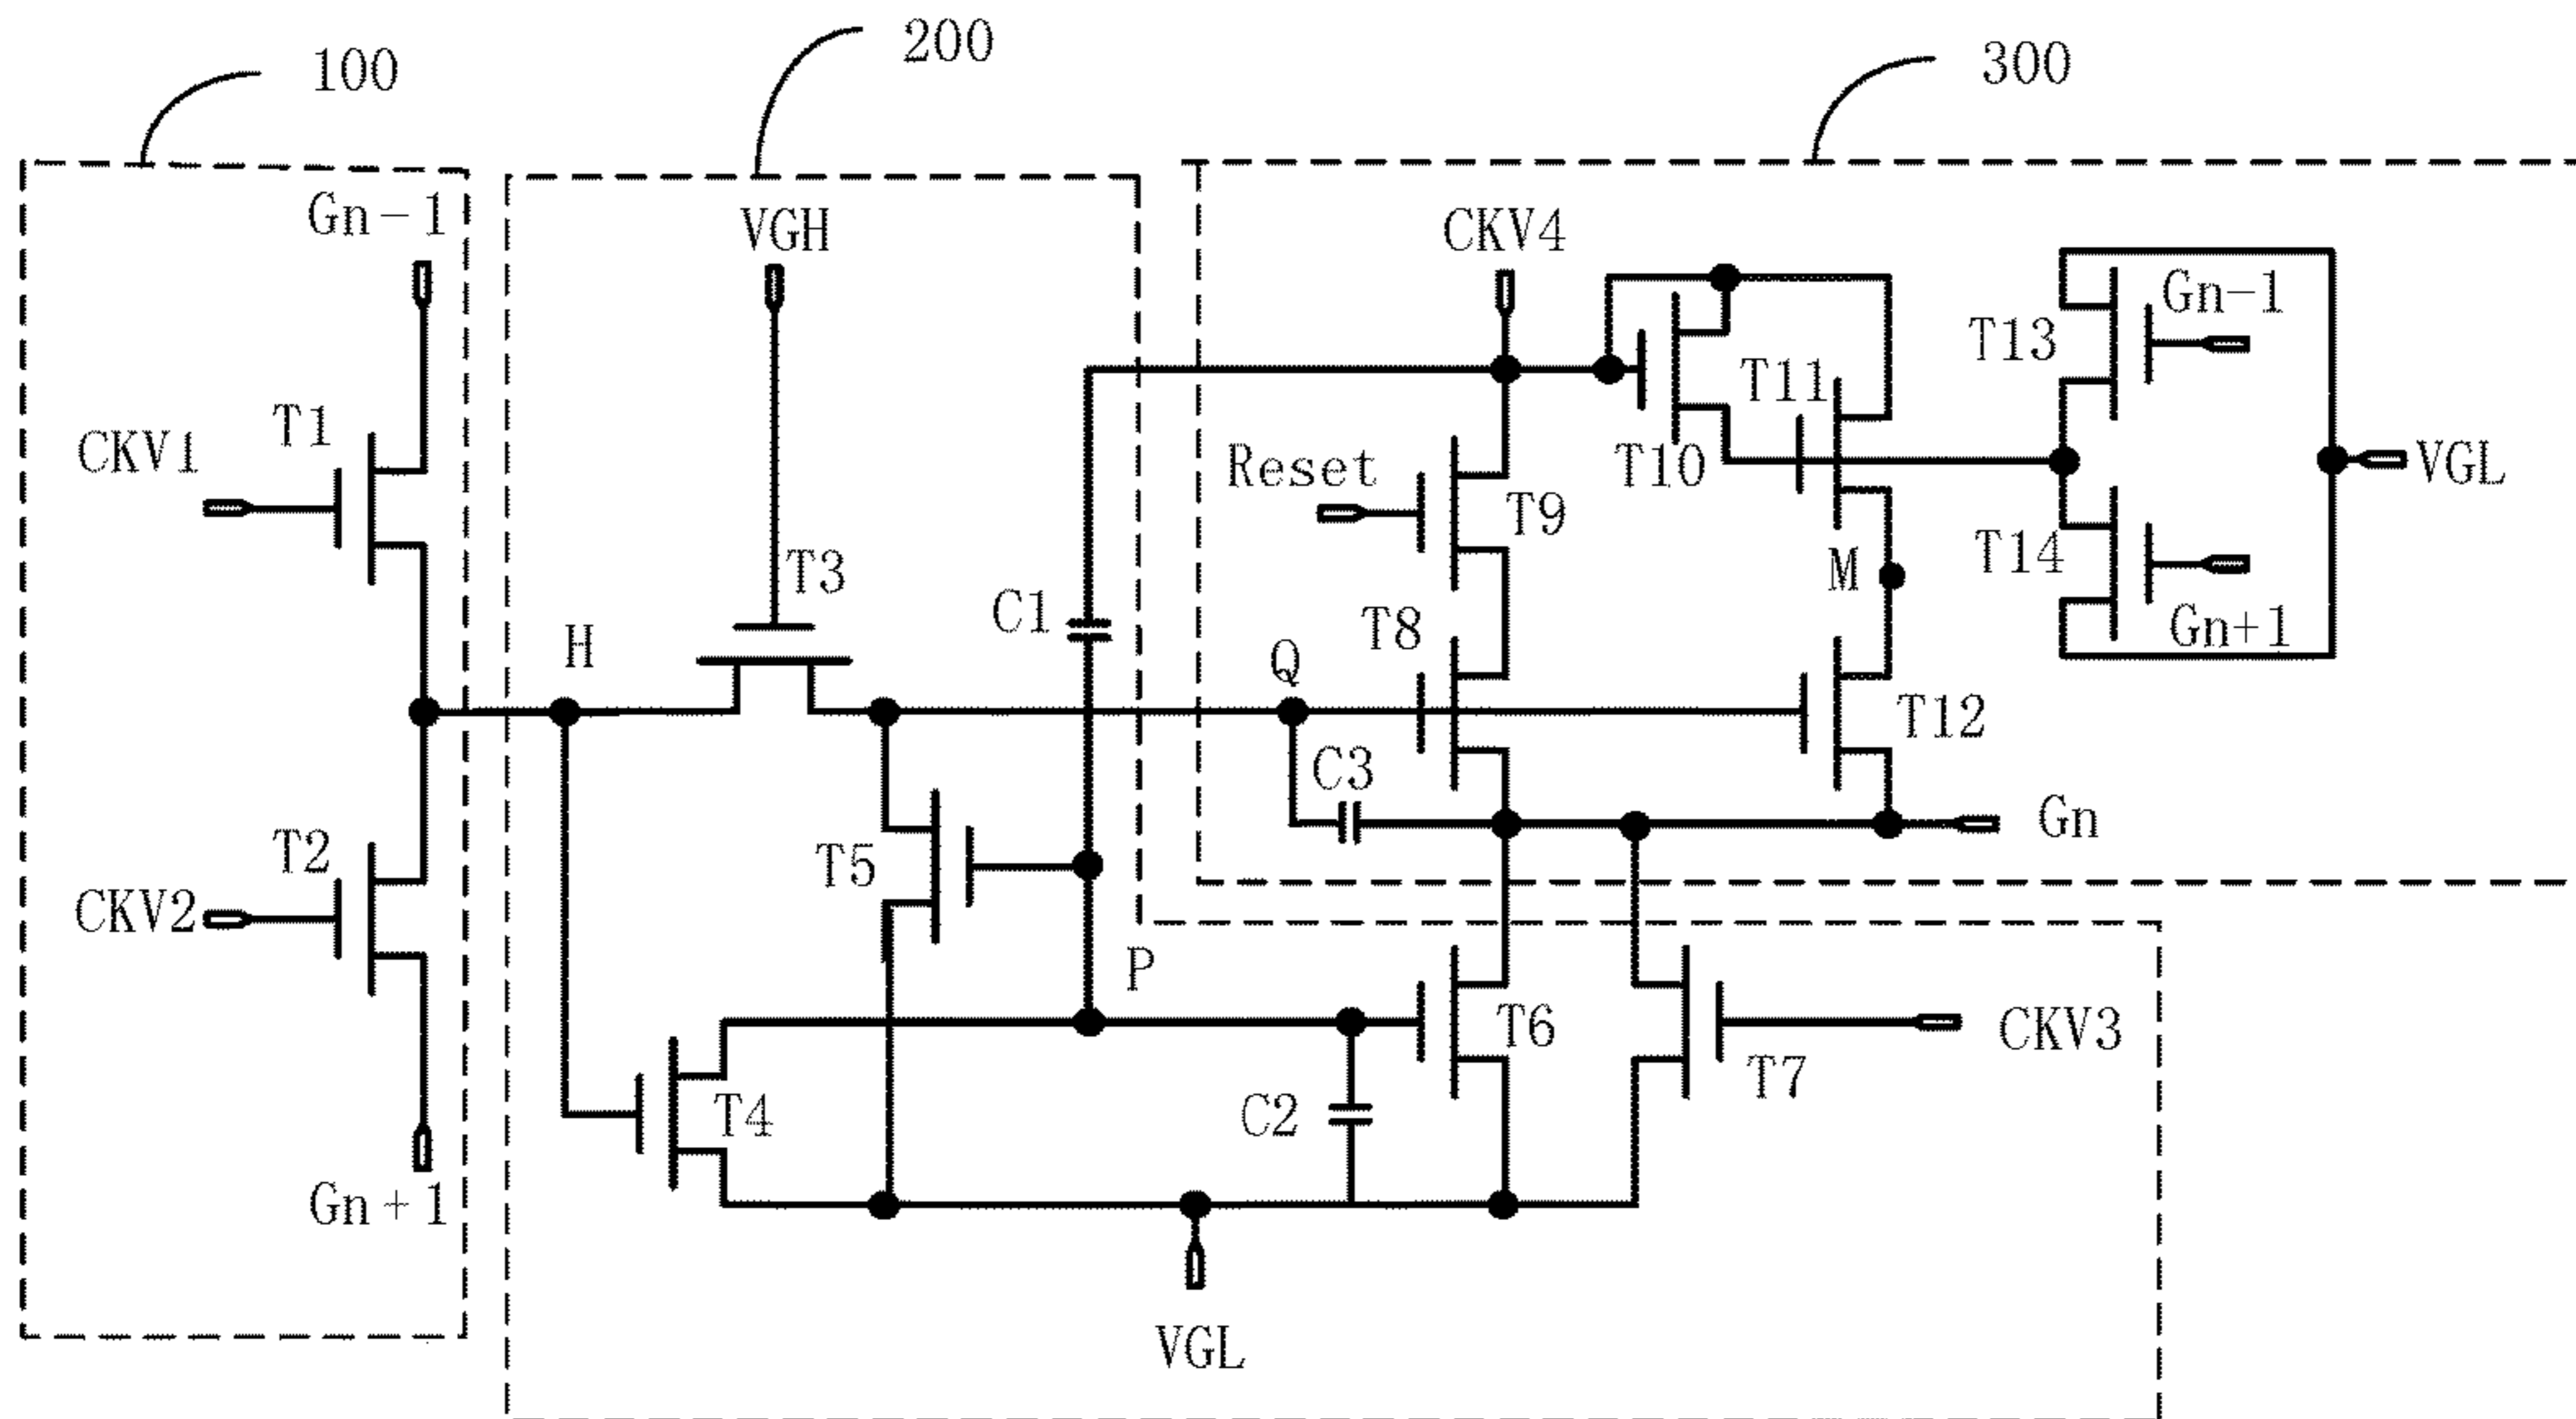 100
200
300
Gn-1
VGH
CKV4
Gn-1
T13
T11
T1
CKV1
T10
VGL
Reset
T9
T14
T3
M
C1
T8
Gn+1
H
Q
T12
C3
Gn
T2
T5
CKV2
P
T6
CKV3
T7
T4
C2
Gn+1
VGL